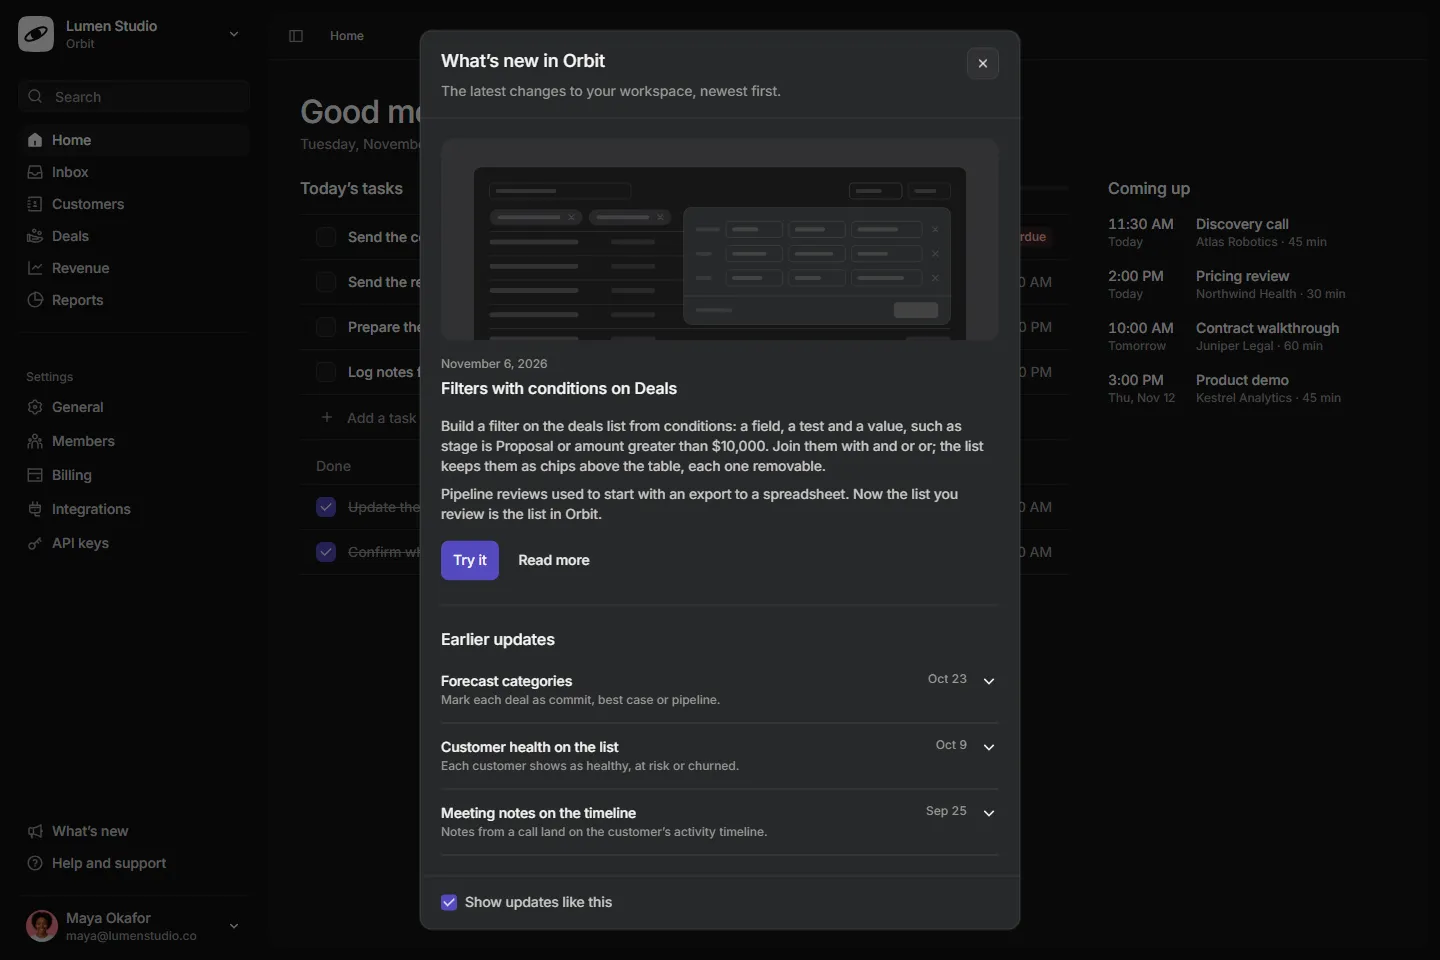 Lumen Studio
Orbit
Search
Home
Inbox
Customers
Deals
Revenue
Reports
Settings
General
Members
Billing
Integrations
API keys
What's new
Help and support
Maya Okafor
maya@lumenstudio.co
Home
Good
Tuesday,
Today's tasks
Send the
Send the
Prepare the
Log notes
Add a task
Done
Update the
Confirm
AM
PM
PM
AM
AM
What's new in Orbit
The latest changes to your workspace, newest first.
November 6, 2026
Filters with conditions on Deals
Build a filter on the deals list from conditions: a field, a test and a value, such as
stage is Proposal or amount greater than $10,000. Join them with and or or; the list
keeps them as chips above the table, each one removable.
Pipeline reviews used to start with an export to a spreadsheet. Now the list you
review is the list in Orbit.
Try it
Read more
Earlier updates
Forecast categories
Oct 23
Mark each deal as commit, best case or pipeline.
Customer health on the list
Oct 9
Each customer shows as healthy, at risk or churned.
Meeting notes on the timeline
Sep 25
Notes from a call land on the customer's activity timeline.
Show updates like this
Coming up
11:30 AM
Discovery call
Today
Atlas Robotics · 45 min
2:00 PM
Pricing review
Today
Northwind Health · 30 min
10:00 AM
Contract walkthrough
Tomorrow
Juniper Legal · 60 min
3:00 PM
Product demo
Thu, Nov 12
Kestrel Analytics · 45 min